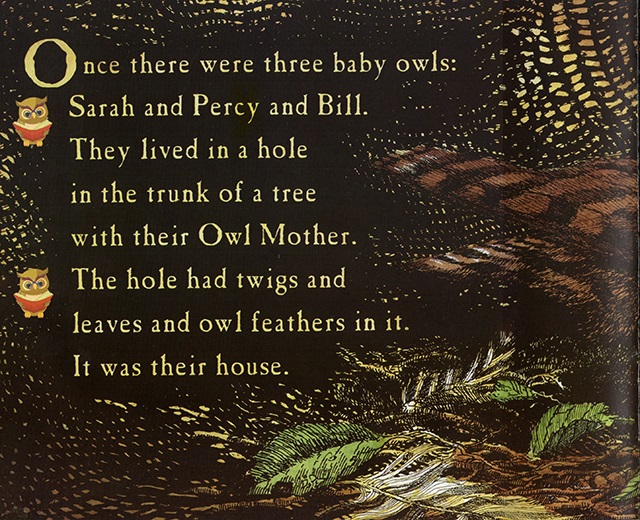 Once there were three baby owls:
Sarah and Percy and Bill.
They lived in a hole
in the trunk of a tree
with their Owl Mother.
The hole had twigs and
leaves and owl feathers in it.
It was their house.